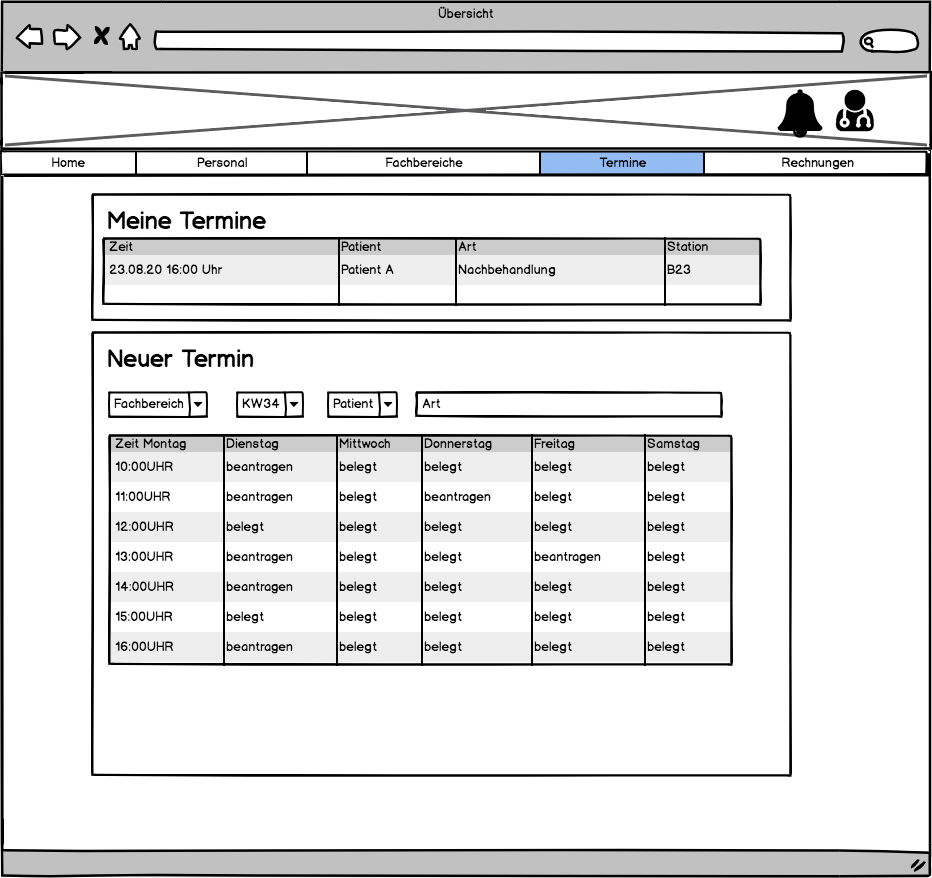 Übersicht
Home Personal Fachbereiche Termine Rechnungen
Meine Termine
Zeit Patient Art Station
23.08.20 16:00 Uhr Patient A Nachbehandlung B23
Neuer Termin
Fachbereich KW34 Patient Art
Zeit Montag Dienstag Mittwoch Donnerstag Freitag Samstag
10:00UHR beantragen belegt belegt belegt belegt
11:00UHR beantragen belegt beantragen belegt belegt
12:00UHR belegt belegt belegt belegt belegt
13:00UHR beantragen belegt belegt beantragen belegt
14:00UHR beantragen belegt belegt belegt belegt
15:00UHR belegt belegt belegt belegt belegt
16:00UHR beantragen belegt belegt belegt belegt